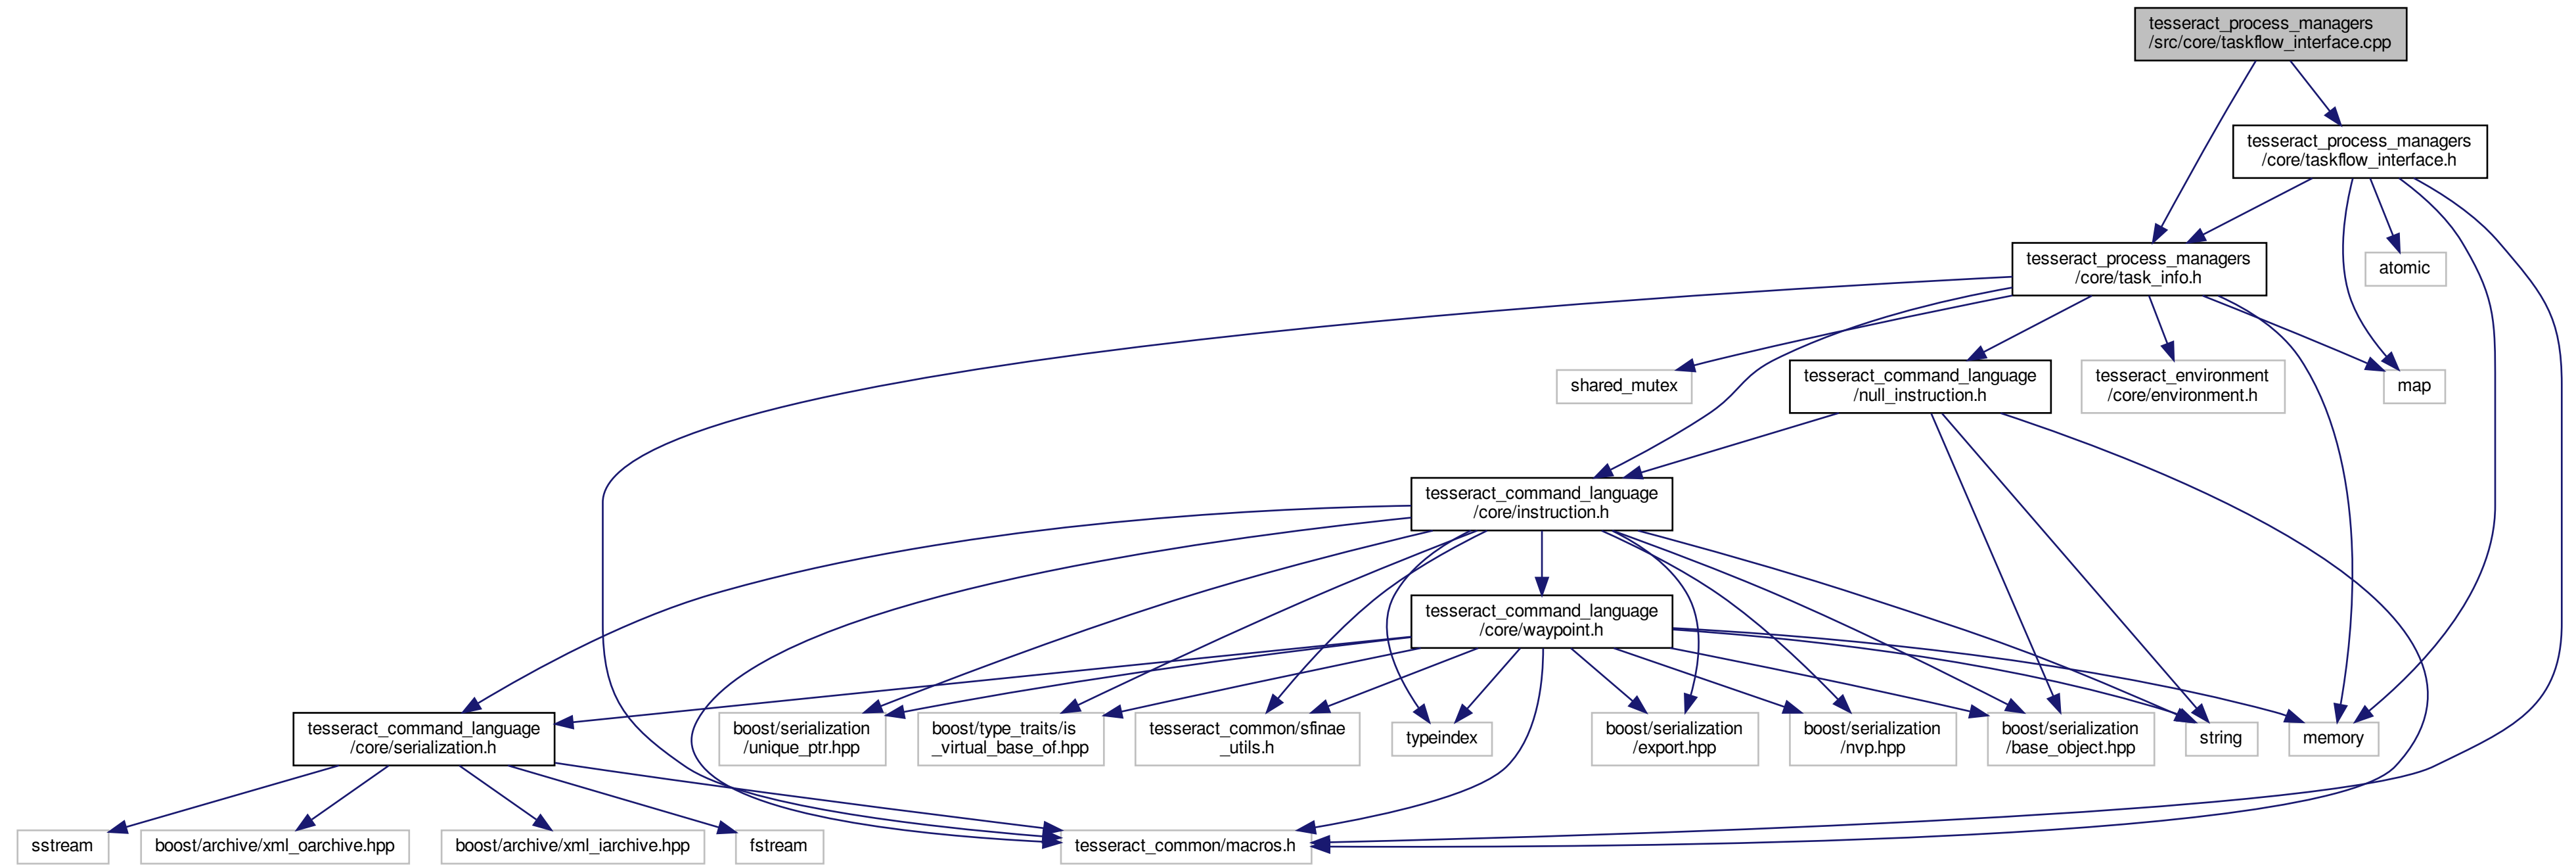 tesseract_process_managers
/src/core/taskflow_interface.cpp
tesseract_process_managers
/core/taskflow_interface.h
tesseract_process_managers
/core/task_info.h
atomic
shared_mutex
tesseract_command_language
/null_instruction.h
tesseract_environment
/core/environment.h
map
tesseract_command_language
/core/instruction.h
tesseract_command_language
/core/waypoint.h
tesseract_command_language
/core/serialization.h
boost/serialization
/unique_ptr.hpp
boost/type_traits/is
_virtual_base_of.hpp
tesseract_common/sfinae
_utils.h
typeindex
boost/serialization
/export.hpp
boost/serialization
/nvp.hpp
boost/serialization
/base_object.hpp
string
memory
sstream
boost/archive/xml_oarchive.hpp
boost/archive/xml_iarchive.hpp
fstream
tesseract_common/macros.h